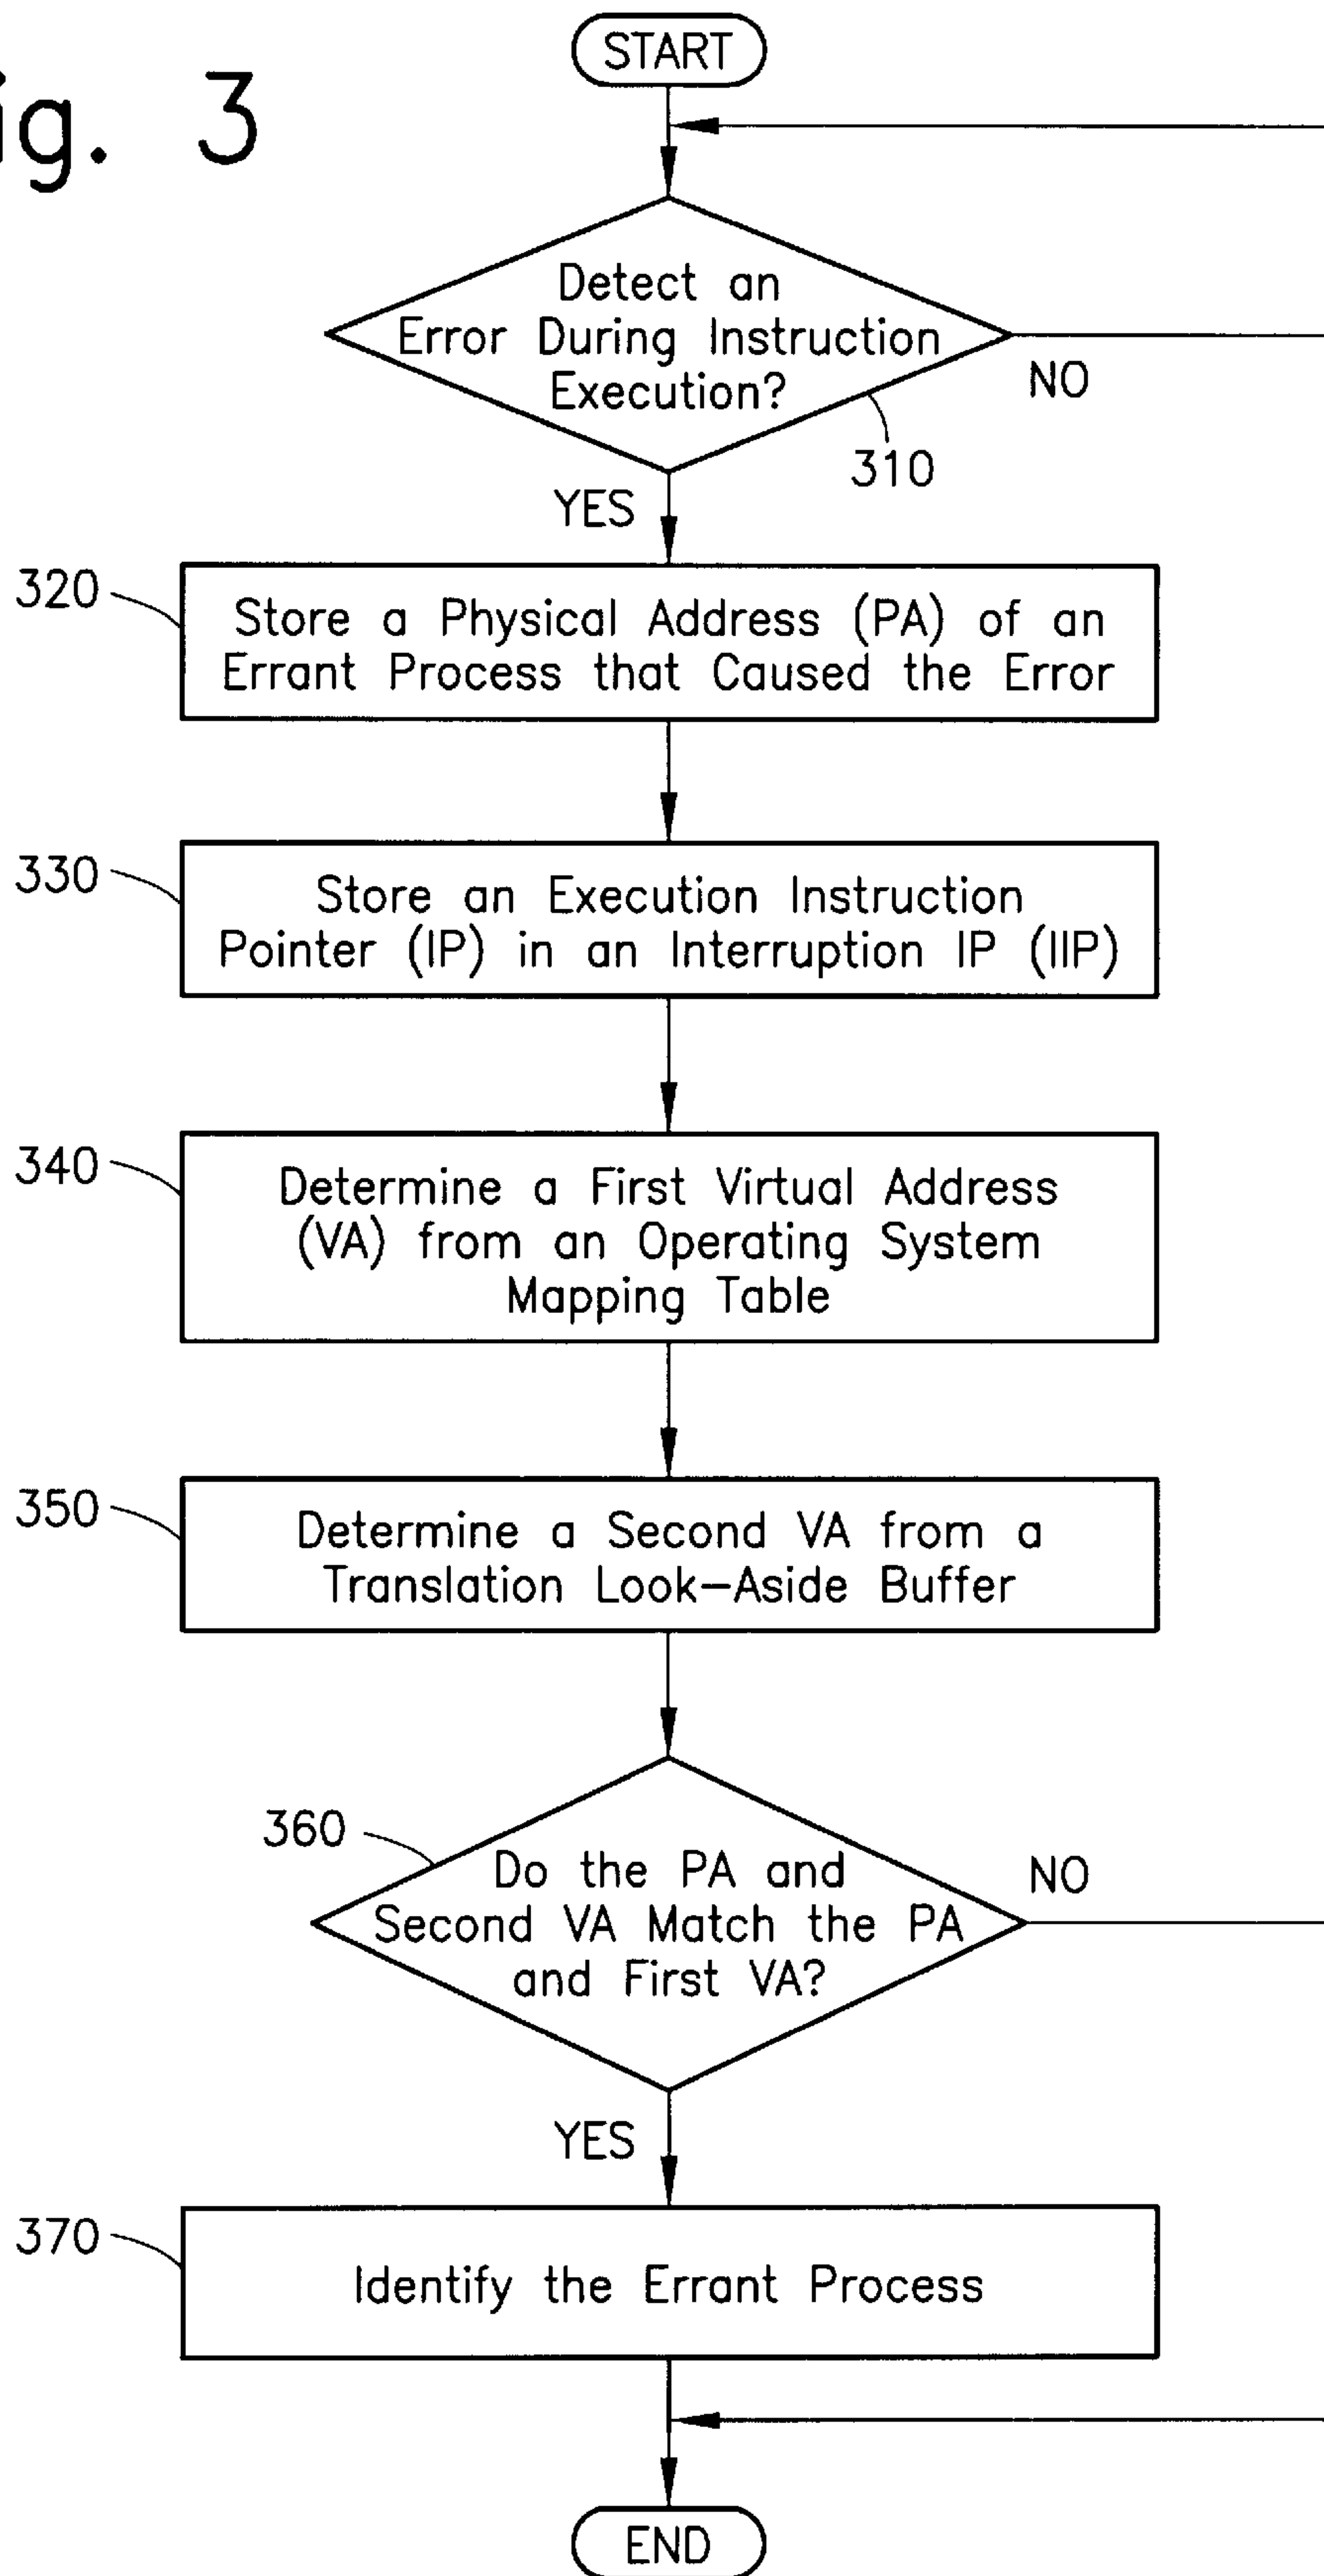 ig. 3
START
Detect an
Error During Instruction
Execution?
NO
310
YES
320
Store a Physical Address (PA) of an
Errant Process that Caused the Error
330
Store an Execution Instruction
Pointer (IP) in an Interruption IP (IIP)
340
Determine a First Virtual Address
(VA) from an Operating System
Mapping Table
350
Determine a Second VA from a
Translation Look-Aside Buffer
360
Do the PA and
Second VA Match the PA
and First VA?
NO
YES
370
Identify the Errant Process
END